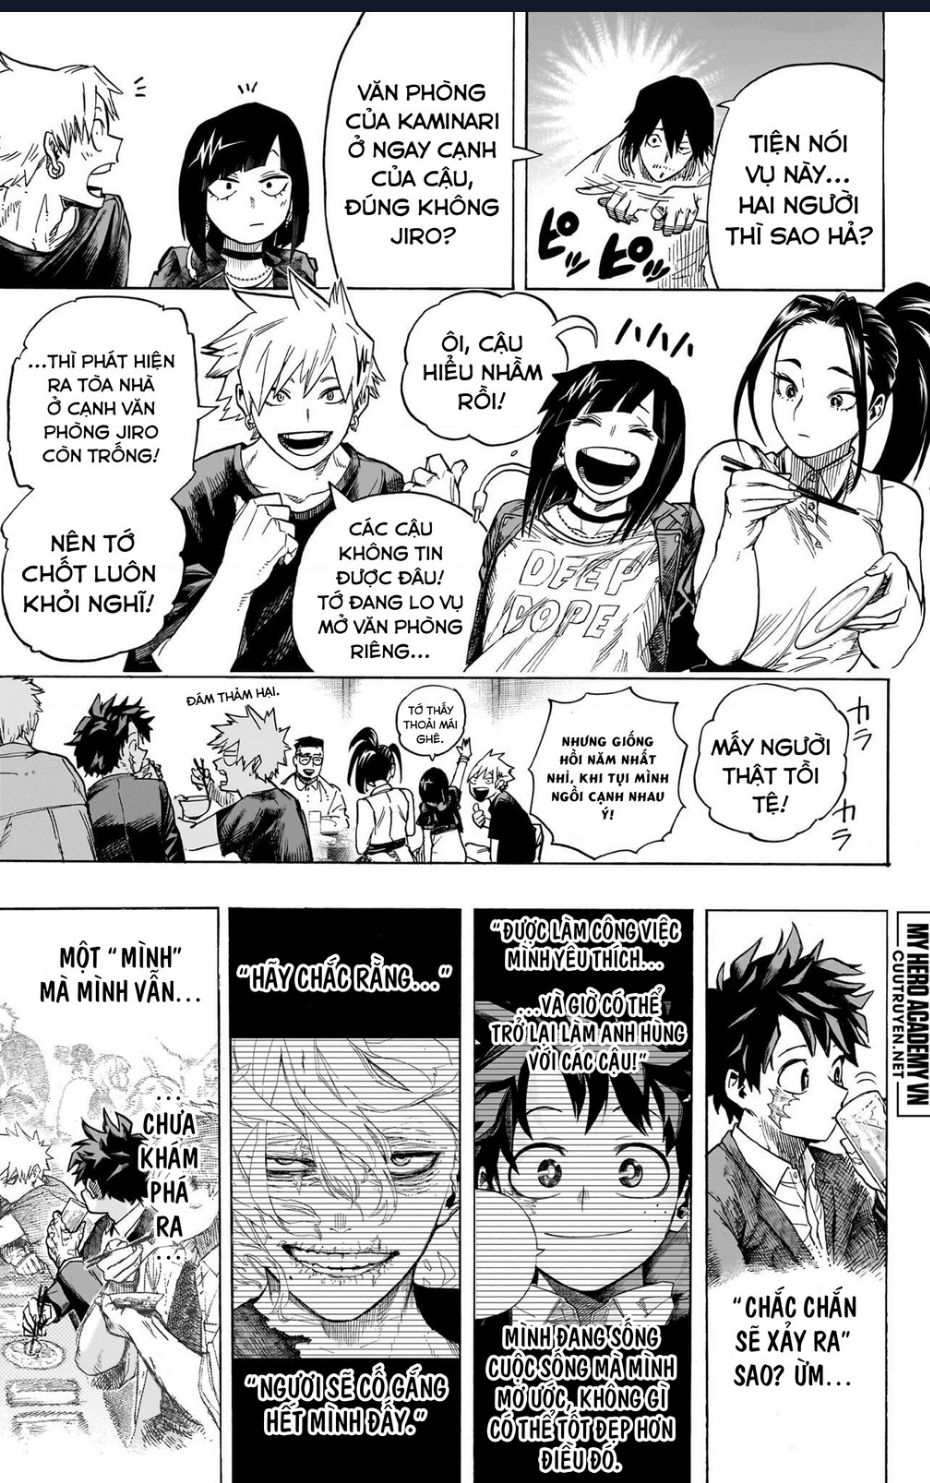 TIỆN NÓI
VỤ NÀY...
HAI NGƯỜI
THÌ SAO HẢ?
ピッ ピッ
VĂN PHÒNG
CỦA KAMINARI
Ở NGAY CẠNH
CỦA CẬU,
ĐÚNG KHÔNG
JIRO?
ÔI, CẬU
HIỂU NHẦM
RỒI!
DEEP
DOPE
CÁC CẬU
KHÔNG TIN
ĐƯỢC ĐÂU!
TỚ ĐANG LO VỤ
MỞ VĂN PHÒNG
RIÊNG...
...THÌ PHÁT HIỆN
RA TÒA NHÀ
Ở CẠNH VĂN
PHÒNG JIRO
CÒN TRỐNG!
NÊN TỚ
CHỐT LUÔN
KHỎI NGHĨ!
カラ
カラ
MẤY NGƯỜI
THẬT TỒI
TỆ!
NHƯNG GIỐNG
HỒI NĂM NHẤT
NHỈ, KHI TỤI MÌNH
NGỒI CẠNH NHAU
Ý!
TỚ THẤY
THOẢI MÁI
GHÊ.
ĐÁM THẢM HẠI.
MY HERO ACADEMY VN
CUUTRUYEN.NET
"CHẮC CHẮN
SẼ XẢY RA"
SAO? ỪM...
"ĐƯỢC LÀM CÔNG VIỆC
MÌNH YÊU THÍCH...
...VÀ GIỜ CÓ THỂ
TRỞ LẠI LÀM ANH HÙNG
VỚI CÁC CẬU!"
MÌNH ĐANG SỐNG
CUỘC SỐNG MÀ MÌNH
MƠ ƯỚC, KHÔNG GÌ
CÓ THỂ TỐT ĐẸP HƠN
ĐIỀU ĐÓ.
"HÃY CHẮC RẰNG..."
"NGƯƠI SẼ CỐ GẮNG
HẾT MÌNH ĐẤY."
MỘT "MÌNH"
MÀ MÌNH VẪN...
...
CHƯA
KHÁM
PHÁ
RA
...